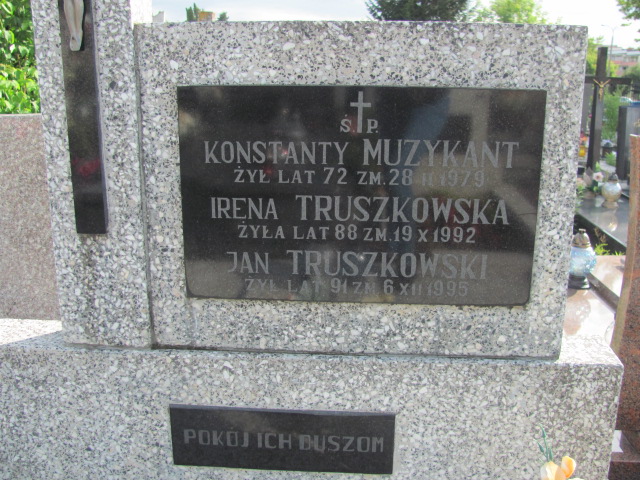 Ś. P.
KONSTANTY MUZYKANT
ŻYŁ LAT 72 ZM. 28 II 1979
IRENA TRUSZKOWSKA
ŻYŁA LAT 88 ZM. 19 X 1992
JAN TRUSZKOWSKI
ŻYŁ LAT 91 ZM 6 XII 1995
POKÓJ ICH DUSZOM